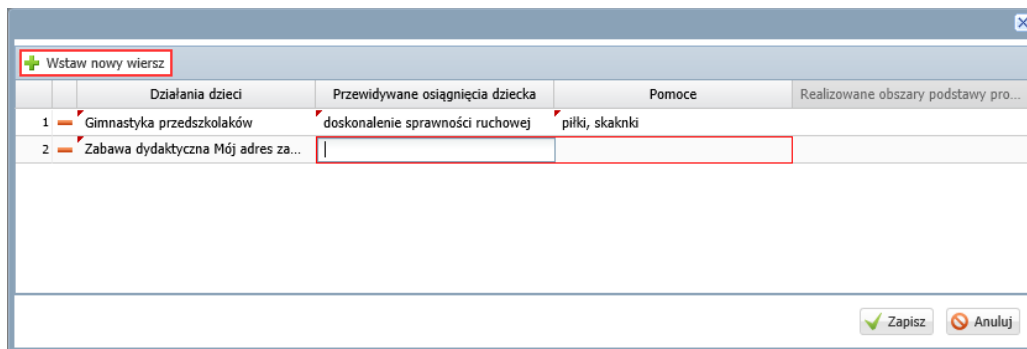 Wstaw nowy wiersz
Działania dzieci Przewidywane osiągnięcia dziecka Pomoce Realizowane obszary podstawy pro...
1 Gimnastyka przedszkolaków doskonalenie sprawności ruchowej piłki, skaknki
2 Zabawa dydaktyczna Mój adres za...
Zapisz Anuluj